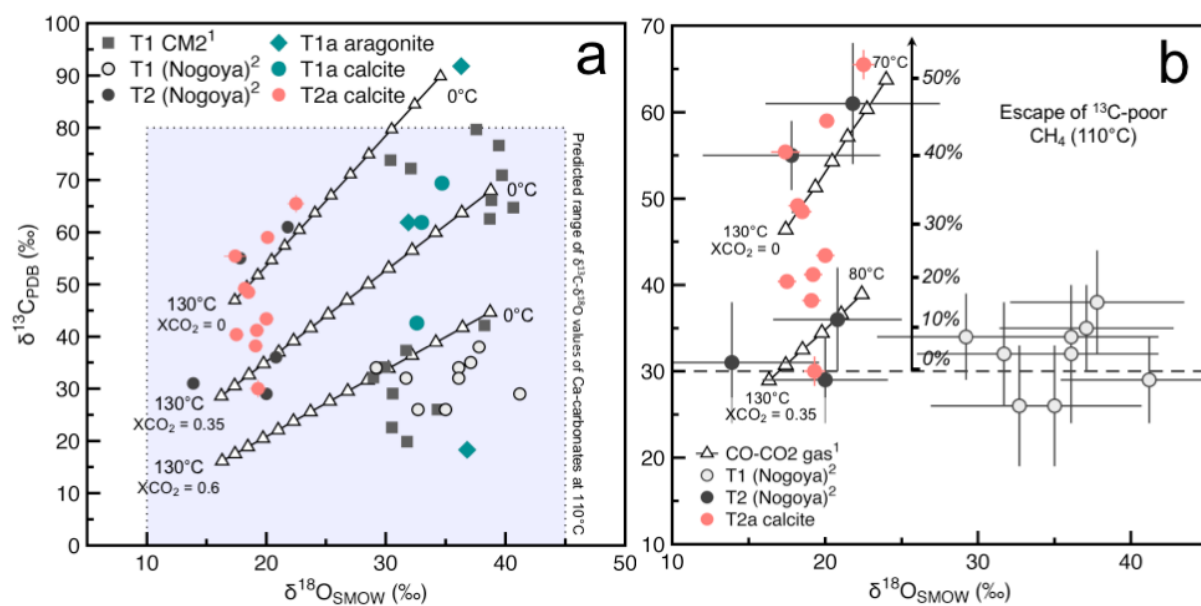 a
T1 CM2¹
T1 (Nogoya)²
T2 (Nogoya)²
T1a aragonite
T1a calcite
T2a calcite
100
90
80
70
60
50
40
30
20
10
0
δ¹³C_PDB (‰)
0°C
0°C
0°C
130°C
XCO₂ = 0
130°C
XCO₂ = 0.35
130°C
XCO₂ = 0.6
Predicted range of δ¹³C-δ¹⁸O values of Ca-carbonates at 110°C
0
10
20
30
40
50
δ¹⁸O_SMOW (‰)
b
70
60
50
40
30
20
10
70°C
50%
Escape of ¹³C-poor
CH₄ (110°C)
40%
30%
130°C
XCO₂ = 0
20%
80°C
10%
0%
130°C
XCO₂ = 0.35
CO-CO2 gas¹
T1 (Nogoya)²
T2 (Nogoya)²
T2a calcite
10
20
30
40
δ¹⁸O_SMOW (‰)